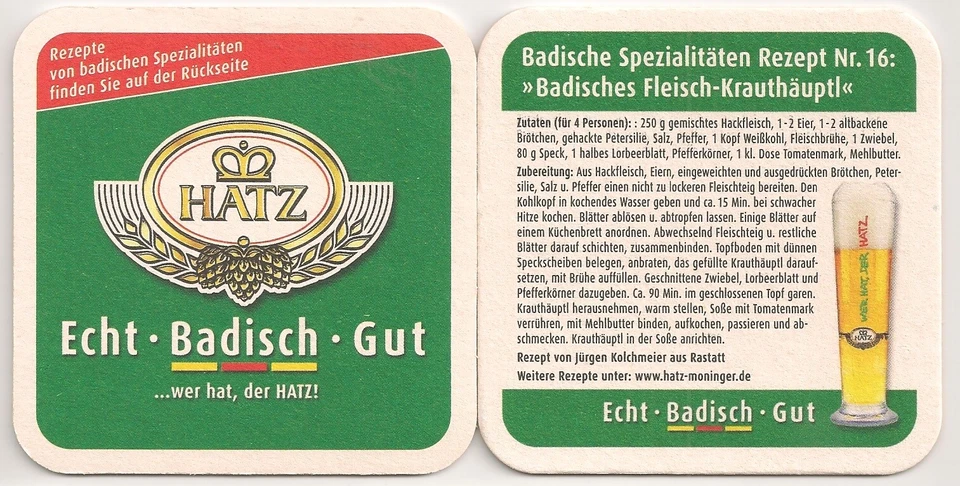 Rezepte
von badischen Spezialitäten
finden Sie auf der Rückseite
HATZ
Echt · Badisch · Gut
...wer hat, der HATZ!
Badische Spezialitäten Rezept Nr. 16:
»Badisches Fleisch-Krauthäuptl«
Zutaten (für 4 Personen): : 250 g gemischtes Hackfleisch, 1-2 Eier, 1-2 altbackene
Brötchen, gehackte Petersilie, Salz, Pfeffer, 1 Kopf Weißkohl, Fleischbrühe, 1 Zwiebel,
80 g Speck, 1 halbes Lorbeerblatt, Pfefferkörner, 1 kl. Dose Tomatenmark, Mehlbutter.
Zubereitung: Aus Hackfleisch, Eiern, eingeweichten und ausgedrückten Brötchen, Peter-
silie, Salz u. Pfeffer einen nicht zu lockeren Fleischteig bereiten. Den
Kohlkopf in kochendes Wasser geben und ca. 15 Min. bei schwacher
Hitze kochen. Blätter ablösen u. abtropfen lassen. Einige Blätter auf
einem Küchenbrett anordnen. Abwechselnd Fleischteig u. restliche
Blätter darauf schichten, zusammenbinden. Topfboden mit dünnen
Speckscheiben belegen, anbraten, das gefüllte Krauthäuptl darauf-
setzen, mit Brühe auffüllen. Geschnittene Zwiebel, Lorbeerblatt und
Pfefferkörner dazugeben. Ca. 90 Min. im geschlossenen Topf garen.
Krauthäuptl herausnehmen, warm stellen, Soße mit Tomatenmark
verrühren, mit Mehlbutter binden, aufkochen, passieren und ab-
schmecken. Krauthäuptl in der Soße anrichten.
Rezept von Jürgen Kolchmeier aus Rastatt
Weitere Rezepte unter: www.hatz-moninger.de
WER HAT, DER HATZ.
HATZ
Echt · Badisch · Gut